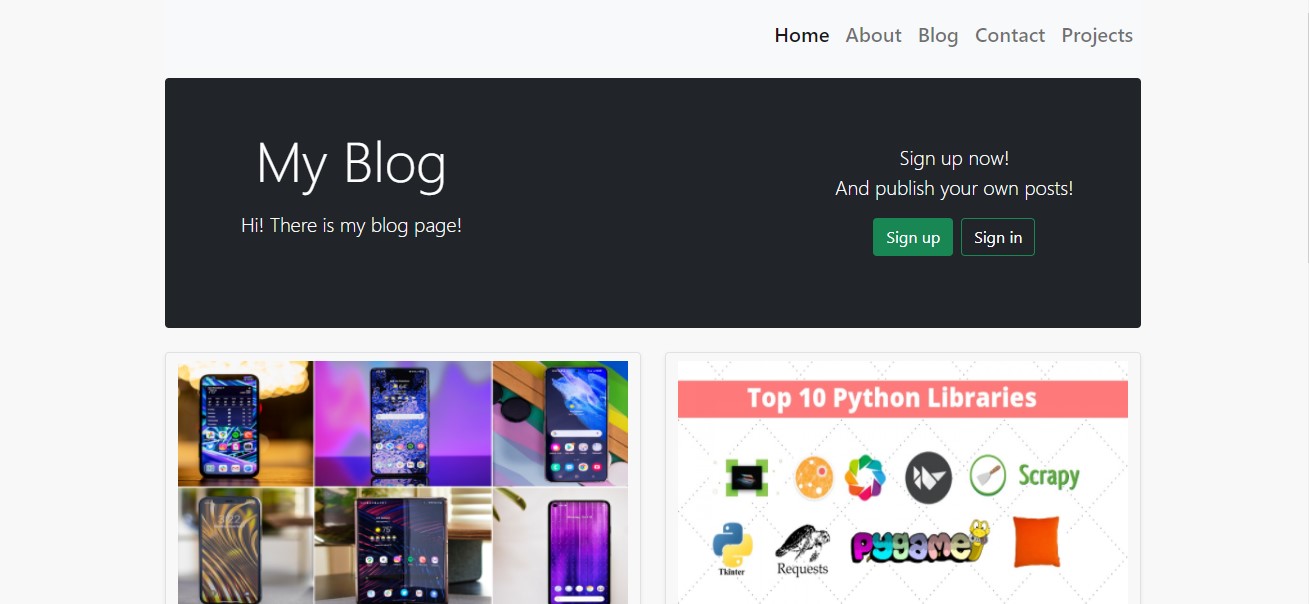 Home About Blog Contact Projects
My Blog
Hi! There is my blog page!
Sign up now!
And publish your own posts!
Sign up Sign in
Top 10 Python Libraries
Scrapy
Tkinter
Requests
pygame